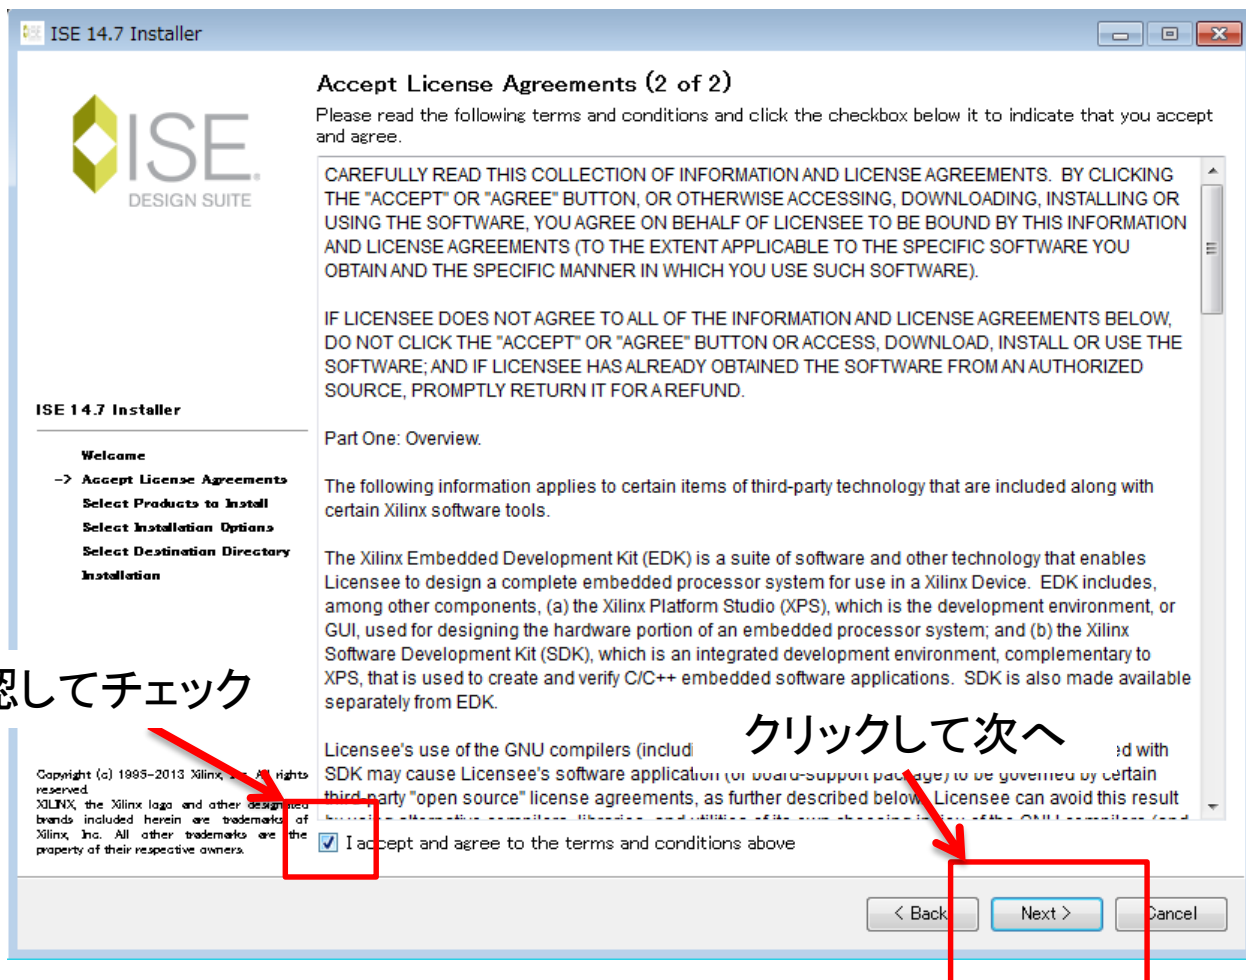 ISE 14.7 Installer
ISE
DESIGN SUITE
ISE 14.7 Installer
Welcome
-> Accept License Agreements
Select Products to Install
Select Installation Options
Select Destination Directory
Installation
してチェック
Copyright (c) 1995-2013 Xilinx, All rights
reserved.
XILINX, the Xilinx logo and other designated
brands included herein are trademarks of
Xilinx, Inc. All other trademarks are the
property of their respective owners.
Accept License Agreements (2 of 2)
Please read the following terms and conditions and click the checkbox below it to indicate that you accept
and agree.
CAREFULLY READ THIS COLLECTION OF INFORMATION AND LICENSE AGREEMENTS.  BY CLICKING
THE "ACCEPT" OR "AGREE" BUTTON, OR OTHERWISE ACCESSING, DOWNLOADING, INSTALLING OR
USING THE SOFTWARE, YOU AGREE ON BEHALF OF LICENSEE TO BE BOUND BY THIS INFORMATION
AND LICENSE AGREEMENTS (TO THE EXTENT APPLICABLE TO THE SPECIFIC SOFTWARE YOU
OBTAIN AND THE SPECIFIC MANNER IN WHICH YOU USE SUCH SOFTWARE).
IF LICENSEE DOES NOT AGREE TO ALL OF THE INFORMATION AND LICENSE AGREEMENTS BELOW,
DO NOT CLICK THE "ACCEPT" OR "AGREE" BUTTON OR ACCESS, DOWNLOAD, INSTALL OR USE THE
SOFTWARE; AND IF LICENSEE HAS ALREADY OBTAINED THE SOFTWARE FROM AN AUTHORIZED
SOURCE, PROMPTLY RETURN IT FOR A REFUND.
Part One: Overview.
The following information applies to certain items of third-party technology that are included along with
certain Xilinx software tools.
The Xilinx Embedded Development Kit (EDK) is a suite of software and other technology that enables
Licensee to design a complete embedded processor system for use in a Xilinx Device.  EDK includes,
among other components, (a) the Xilinx Platform Studio (XPS), which is the development environment, or
GUI, used for designing the hardware portion of an embedded processor system; and (b) the Xilinx
Software Development Kit (SDK), which is an integrated development environment, complementary to
XPS, that is used to create and verify C/C++ embedded software applications.  SDK is also made available
separately from EDK.
クリックして次へ
Licensee's use of the GNU compilers (includi ed with
SDK may cause Licensee's software application (or board-support package) to be governed by certain
third-party "open source" license agreements, as further described below.  Licensee can avoid this result
I accept and agree to the terms and conditions above
< Back
Next >
Cancel